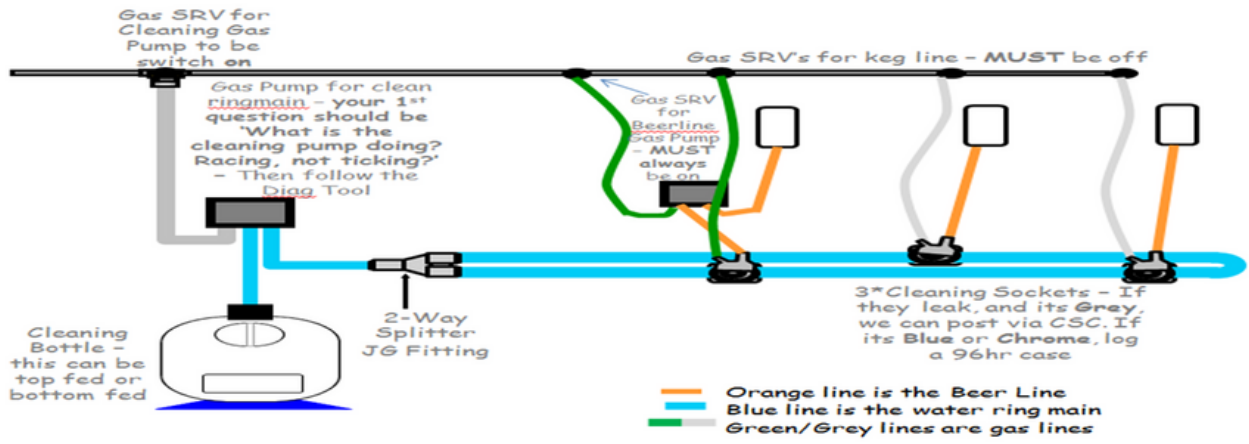 Gas SRV for
Cleaning Gas
Pump to be
switch on
Gas SRV's for keg line - MUST be off
Gas Pump for clean
ringmain - your 1st
question should be
'What is the
cleaning pump doing?
Racing, not ticking?'
- Then follow the
Diag Tool
Gas SRV
for
Beerline
Gas Pump
- MUST
always
be on
2-Way
Splitter
JG Fitting
Cleaning
Bottle -
this can be
top fed or
bottom fed
3*Cleaning Sockets - If
they leak, and its Grey,
we can post via CSC. If
its Blue or Chrome, log
a 96hr case
Orange line is the Beer Line
Blue line is the water ring main
Green/Grey lines are gas lines